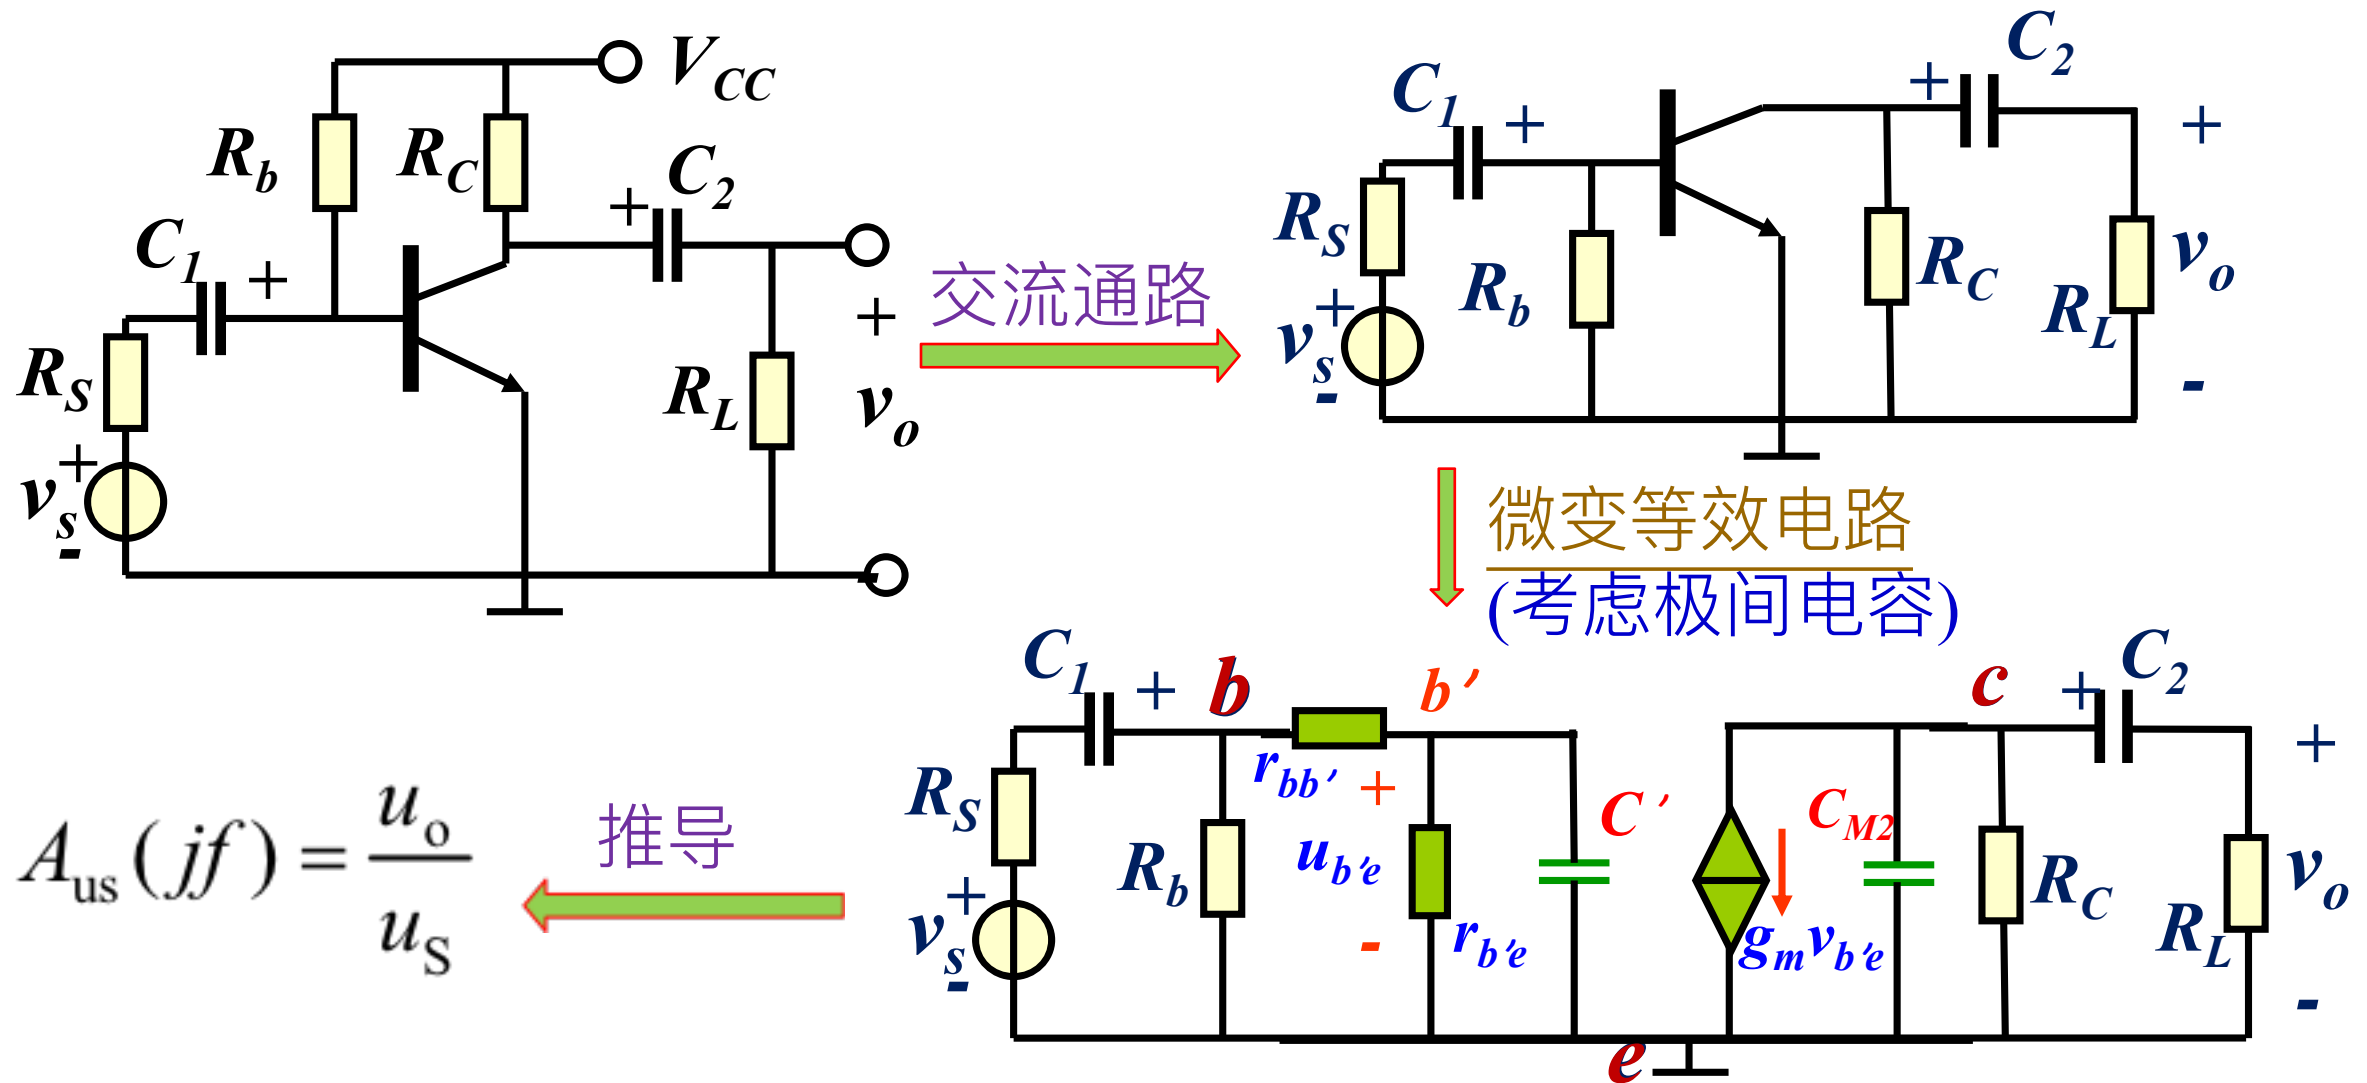 V_CC
R_b
R_C
C_2
+
C_1
+
R_S
+
v_s
-
R_L
+
v_o
-
交流通路
C_1
+
R_S
+
v_s
-
R_b
+
C_2
R_C
R_L
+
v_o
-
微变等效电路
(考虑极间电容)
C_1
+
b
r_bb′
b′
R_S
+
v_s
-
R_b
+
u_b′e
-
r_b′e
C′
g_m v_b′e
C_M2
c
+
C_2
R_C
R_L
+
v_o
-
e
推导
A_us(jf) = u_o / u_S